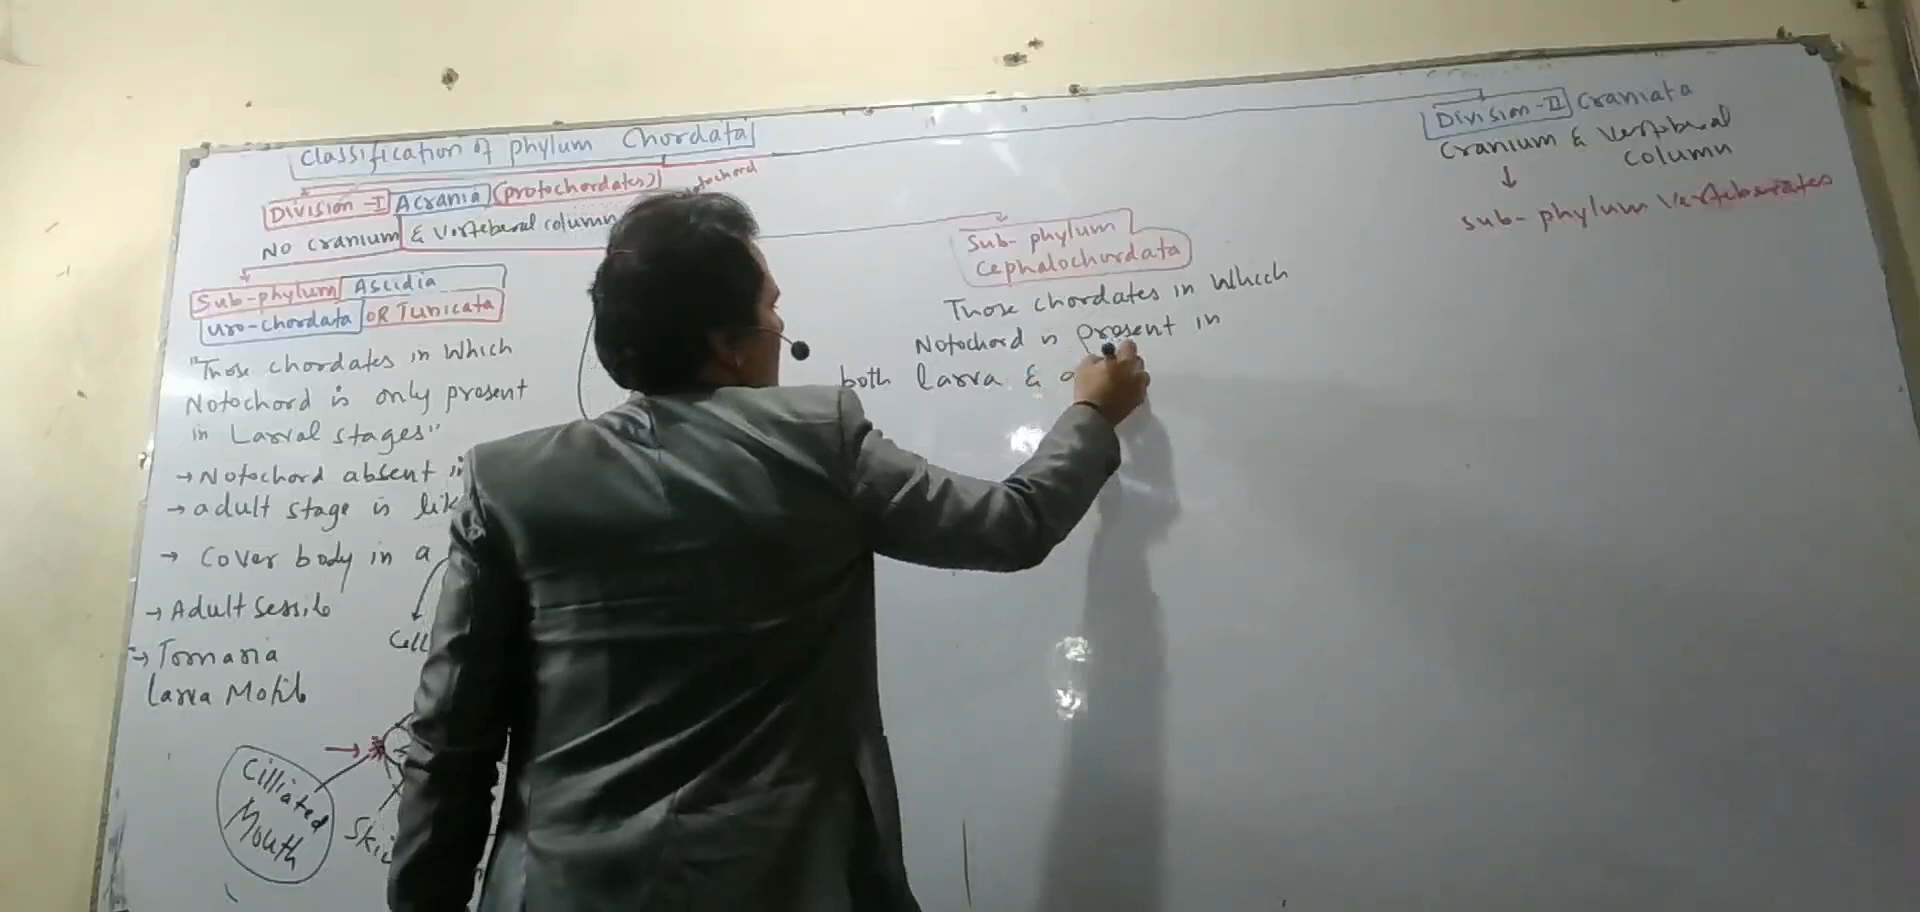 Classification of phylum Chordata
Division-I Acrania (protochordates)
No cranium & Verteberal column
Sub-phylum Ascidia
uro-chordata OR Tunicata
"Those chordates in Which
Notochord is only present
in Larval stages"
→ Notochord absent
→ adult stage is
→ Cover body in a
→ Adult Sessile
→ Tornaria
larva Motile
Cilliated
Mouth
Sub-phylum
Cephalochordata
Those chordates in Which
Notochord is present in
both larva &
Division-II Craniata
Cranium & Verteberal
column
↓
Sub-phylum Verteberates